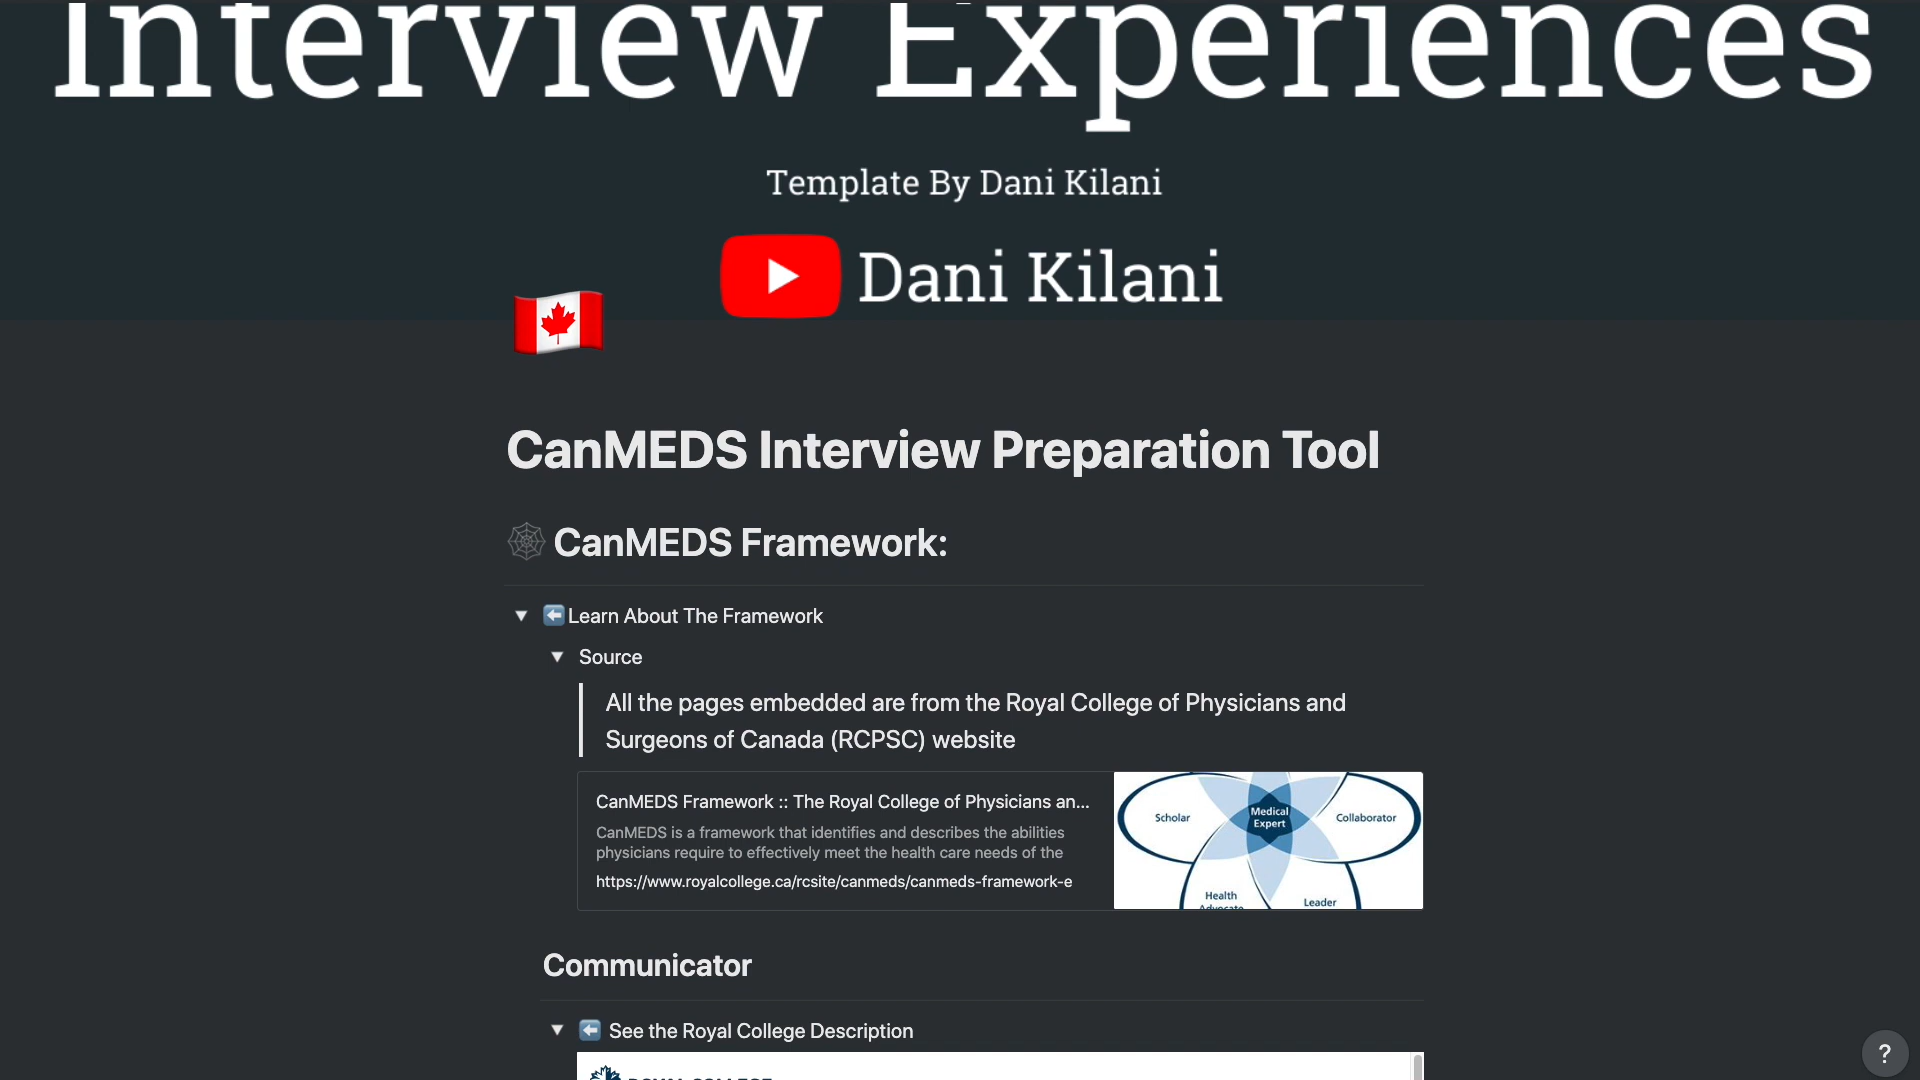 Interview Experiences
Template By Dani Kilani
Dani Kilani
CanMEDS Interview Preparation Tool
CanMEDS Framework:
Learn About The Framework
Source
All the pages embedded are from the Royal College of Physicians and
Surgeons of Canada (RCPSC) website
CanMEDS Framework :: The Royal College of Physicians an...
CanMEDS is a framework that identifies and describes the abilities
physicians require to effectively meet the health care needs of the
https://www.royalcollege.ca/rcsite/canmeds/canmeds-framework-e
Medical
Expert
Scholar
Collaborator
Health
Advocate
Leader
Communicator
See the Royal College Description
ROYAL COLLEGE
?